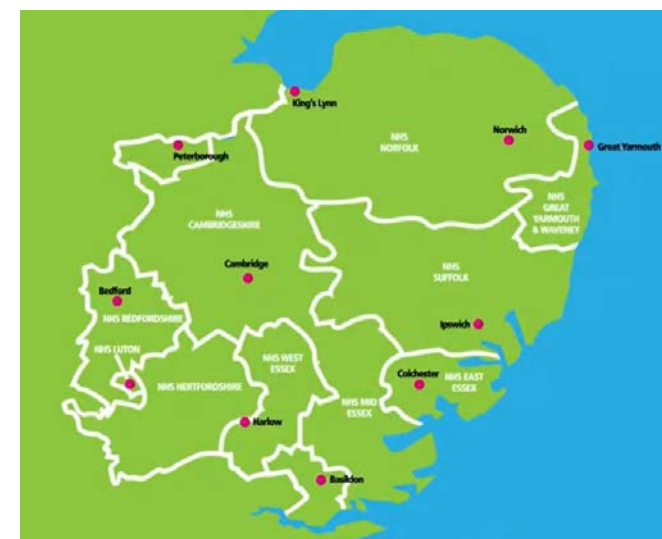 King's Lynn
NHS
NORFOLK
Norwich
Great Yarmouth
Peterborough
NHS
GREAT
YARMOUTH
& WAVENEY
NHS
CAMBRIDGESHIRE
Cambridge
NHS
SUFFOLK
Bedford
NHS BEDFORDSHIRE
Ipswich
NHS LUTON
NHS HERTFORDSHIRE
NHS WEST
ESSEX
Colchester
NHS EAST
ESSEX
NHS MID
ESSEX
Harlow
Basildon